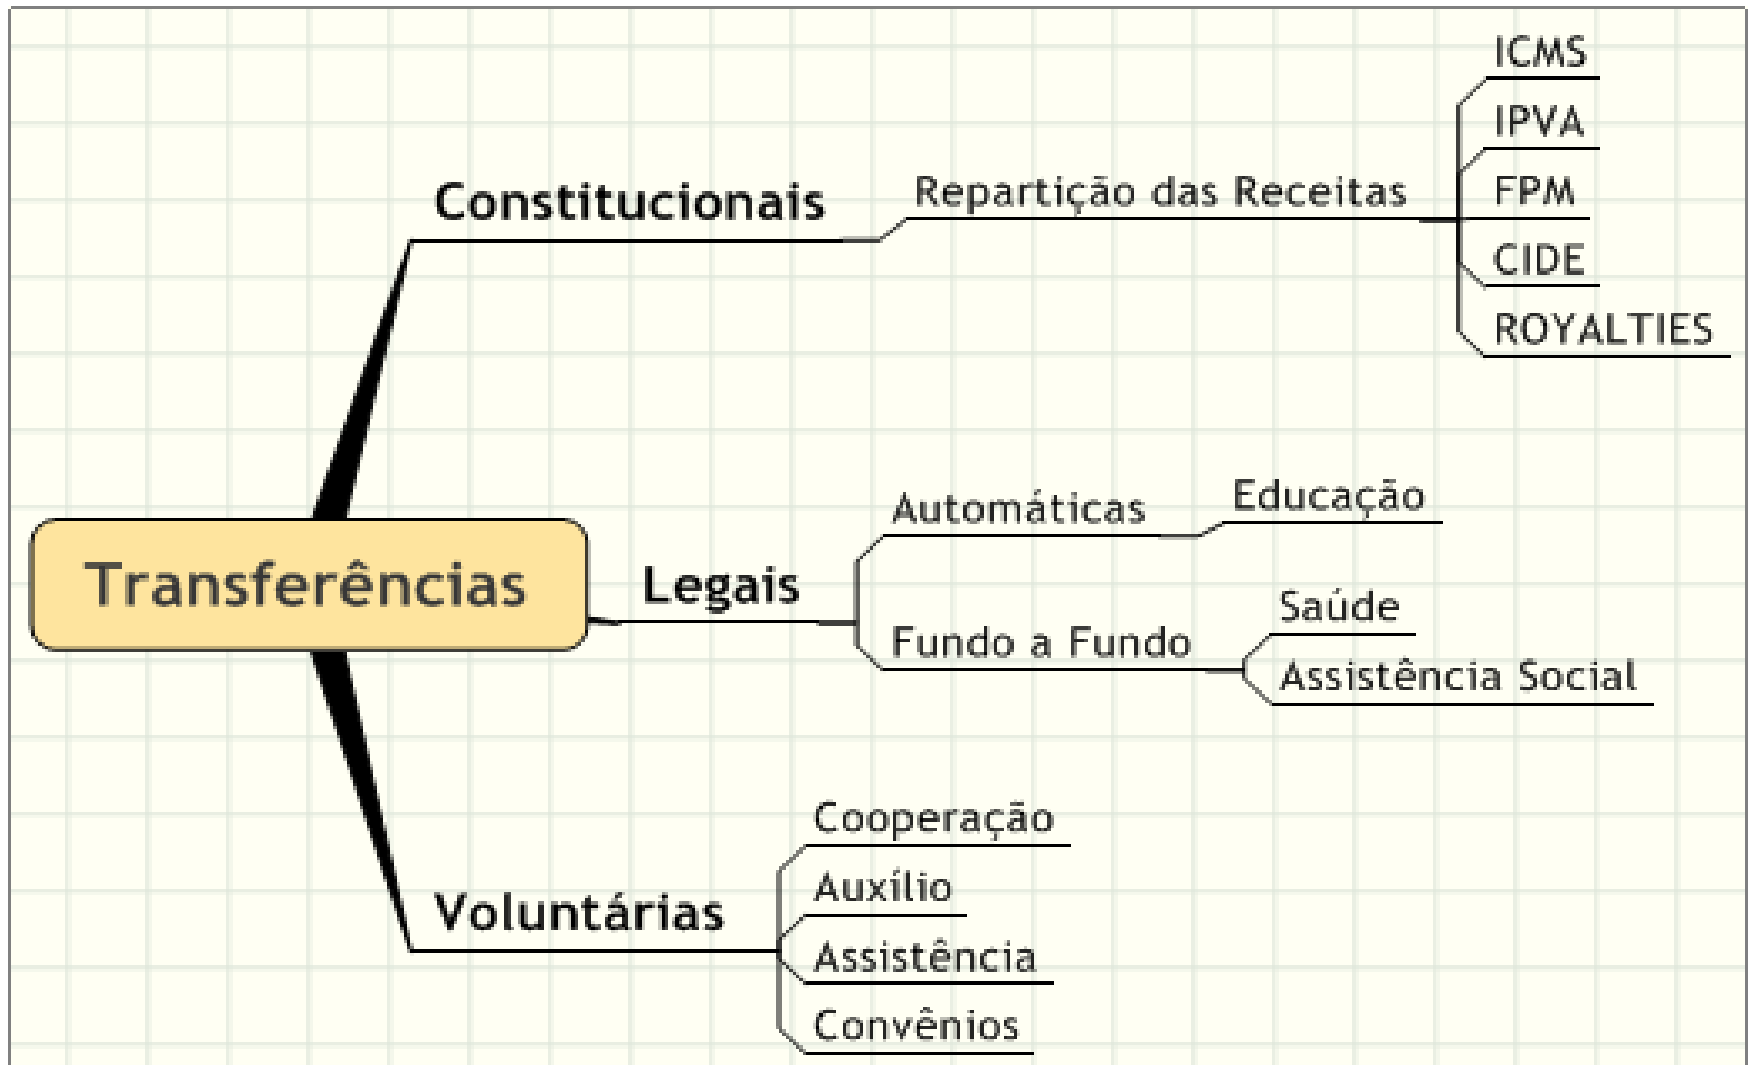 Transferências
Constitucionais
Repartição das Receitas
ICMS
IPVA
FPM
CIDE
ROYALTIES
Legais
Automáticas
Educação
Fundo a Fundo
Saúde
Assistência Social
Voluntárias
Cooperação
Auxílio
Assistência
Convênios